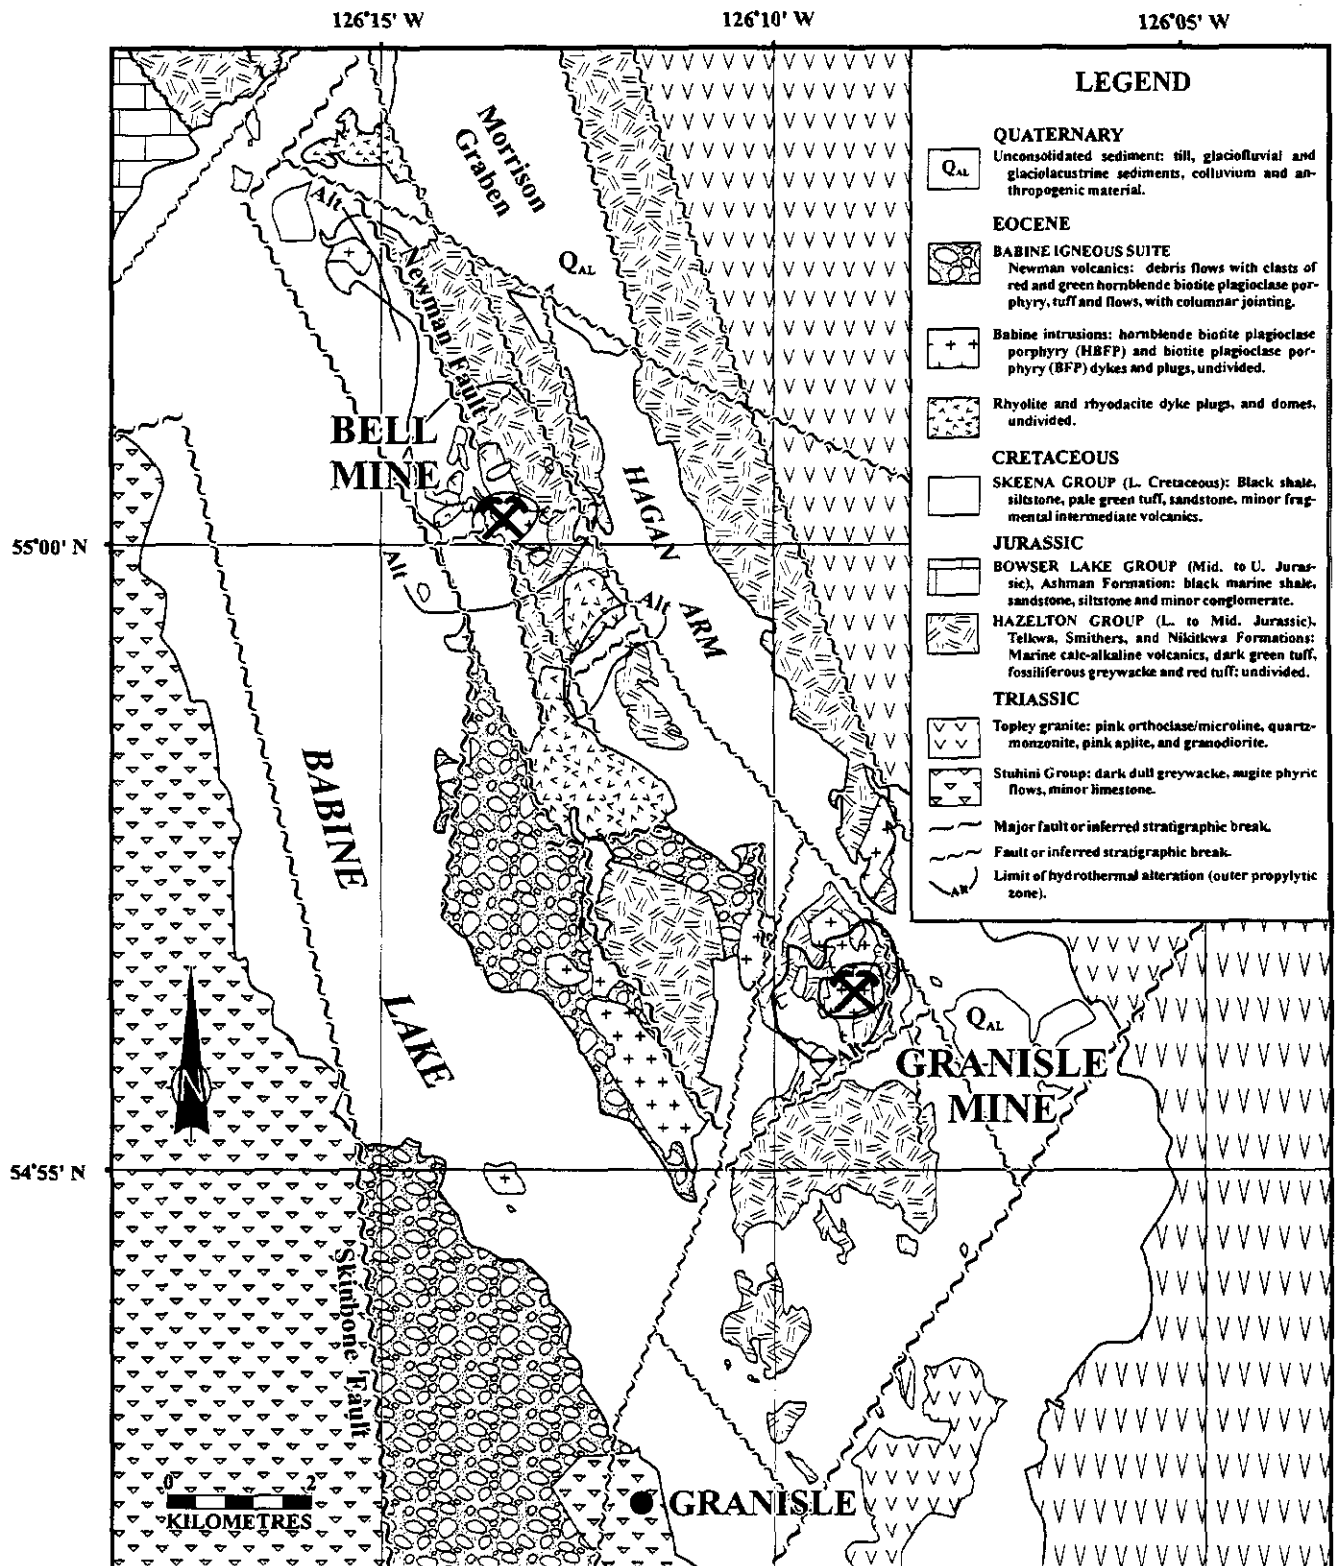 126°15' W
126°10' W
126°05' W
LEGEND
QUATERNARY
QAL
Unconsolidated sediment: till, glaciofluvial and
glaciolacustrine sediments, colluvium and an-
thropogenic material.
EOCENE
BABINE IGNEOUS SUITE
Newman volcanics: debris flows with clasts of
red and green hornblende biotite plagioclase por-
phyry, tuff and flows, with columnar jointing.
Babine intrusions: hornblende biotite plagioclase
porphyry (HBFP) and biotite plagioclase por-
phyry (BFP) dykes and plugs, undivided.
Rhyolite and rhyodacite dyke plugs, and domes,
undivided.
CRETACEOUS
SKEENA GROUP (L. Cretaceous): Black shale,
siltstone, pale green tuff, sandstone, minor frag-
mental intermediate volcanics.
JURASSIC
BOWSER LAKE GROUP (Mid. to U. Juras-
sic), Ashman Formation: black marine shale,
sandstone, siltstone and minor conglomerate.
HAZELTON GROUP (L. to Mid. Jurassic),
Telkwa, Smithers, and Nikitkwa Formations:
Marine calc-alkaline volcanics, dark green tuff,
fossiliferous greywacke and red tuff; undivided.
TRIASSIC
Topley granite: pink orthoclase/microline, quartz-
monzonite, pink aplite, and granodiorite.
Stuhini Group: dark dull greywacke, augite phyric
flows, minor limestone.
Major fault or inferred stratigraphic break.
Fault or inferred stratigraphic break.
Alt
Limit of hydrothermal alteration (outer propylytic
zone).
Morrison
Graben
Alt
Newman Fault
QAL
BELL
MINE
HAGAN
ARM
55°00' N
Alt
Alt
BABINE
LAKE
QAL
Alt
GRANISLE
MINE
N
54°55' N
Skinbone Fault
0 2
KILOMETRES
GRANISLE